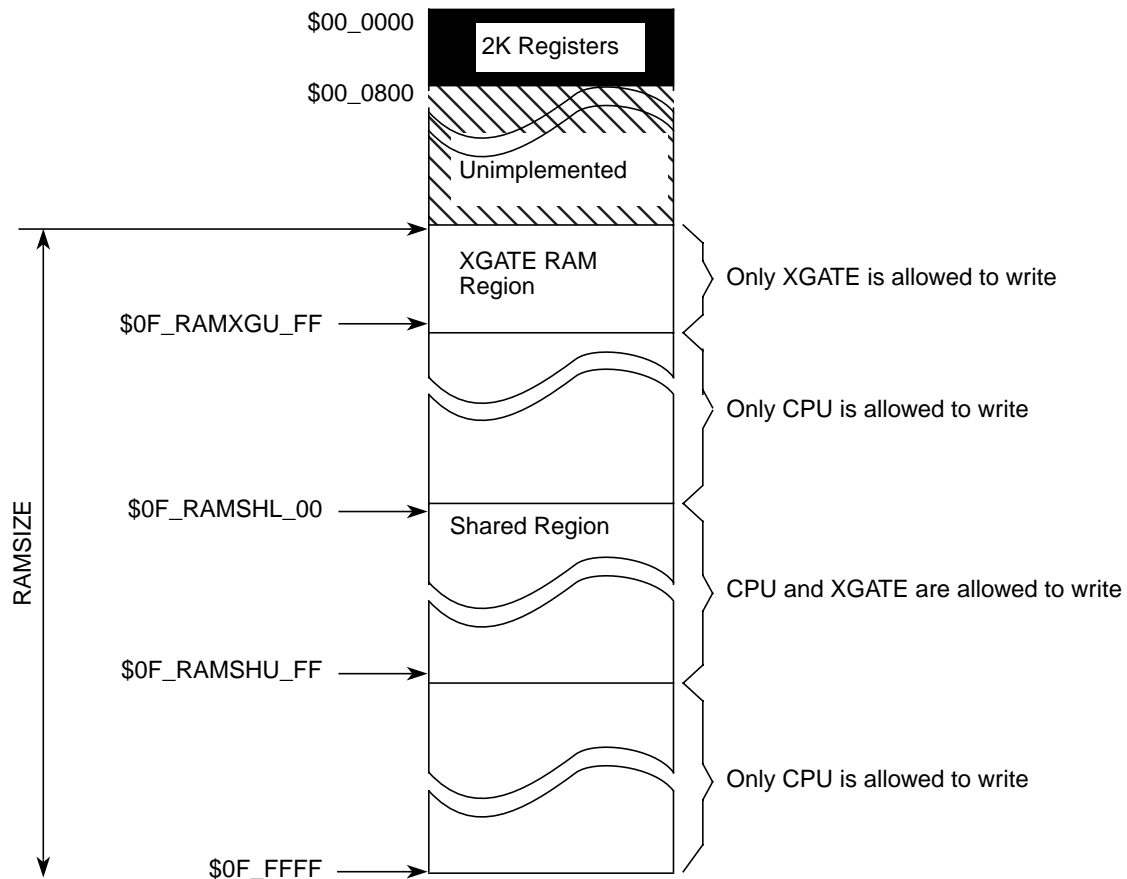 $00_0000
2K Registers
$00_0800
Unimplemented
XGATE RAM
Region
Only XGATE is allowed to write
$0F_RAMXGU_FF
Only CPU is allowed to write
RAMSIZE
$0F_RAMSHL_00
Shared Region
CPU and XGATE are allowed to write
$0F_RAMSHU_FF
Only CPU is allowed to write
$0F_FFFF